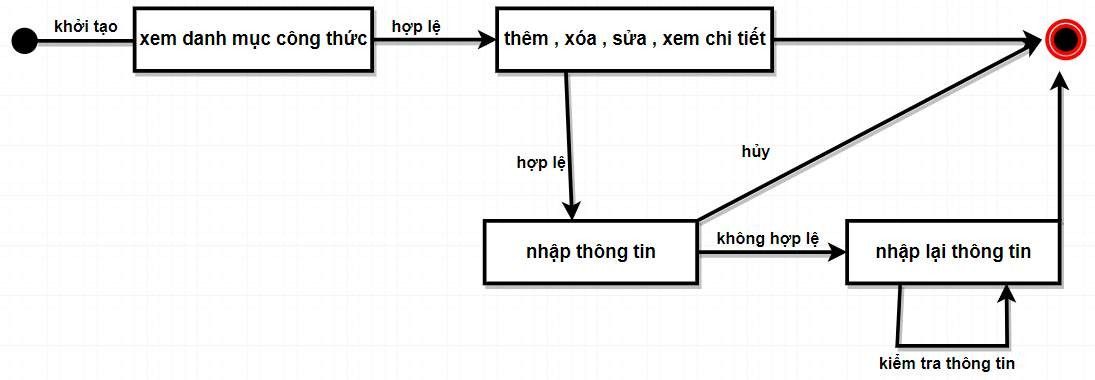 khởi tạo
xem danh mục công thức
hợp lệ
thêm , xóa , sửa , xem chi tiết
hợp lệ
hủy
nhập thông tin
không hợp lệ
nhập lại thông tin
kiểm tra thông tin